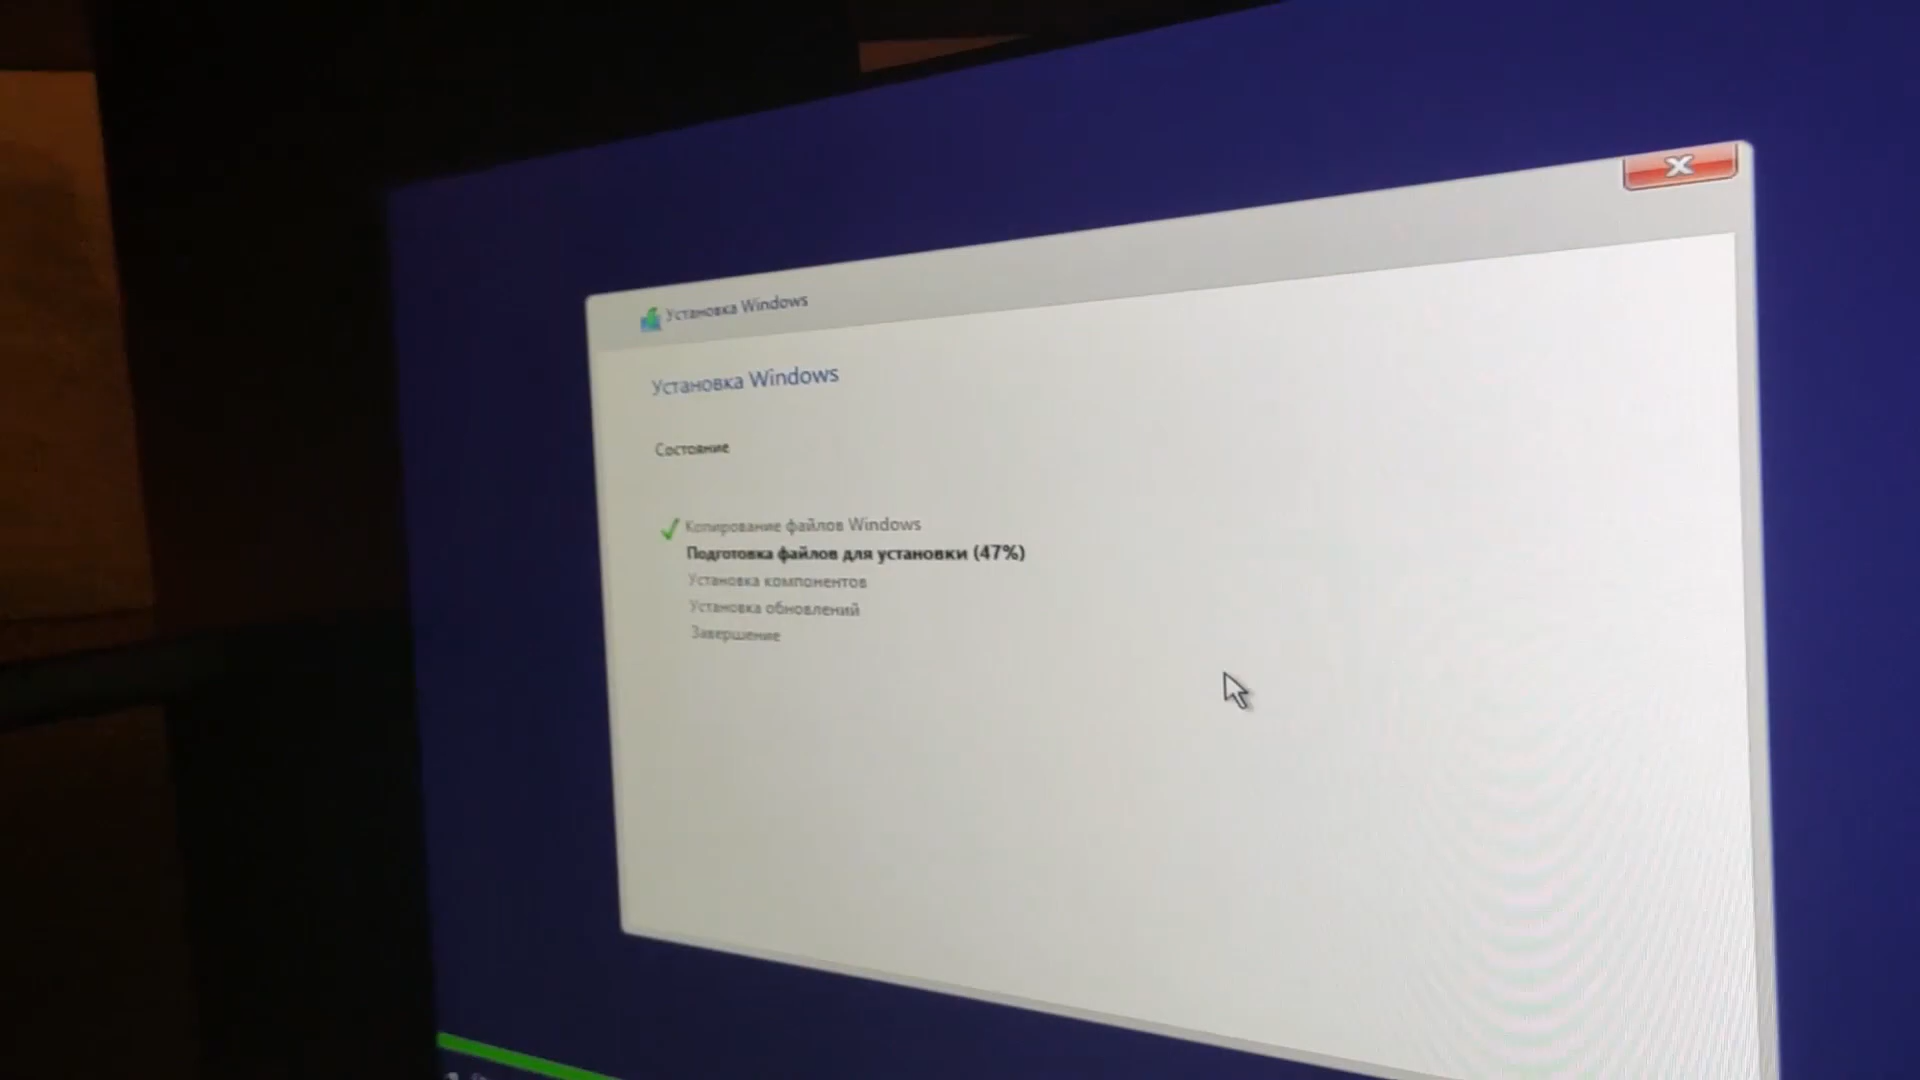 Установка Windows
Установка Windows
Состояние
Копирование файлов Windows
Подготовка файлов для установки (47%)
Установка компонентов
Установка обновлений
Завершение